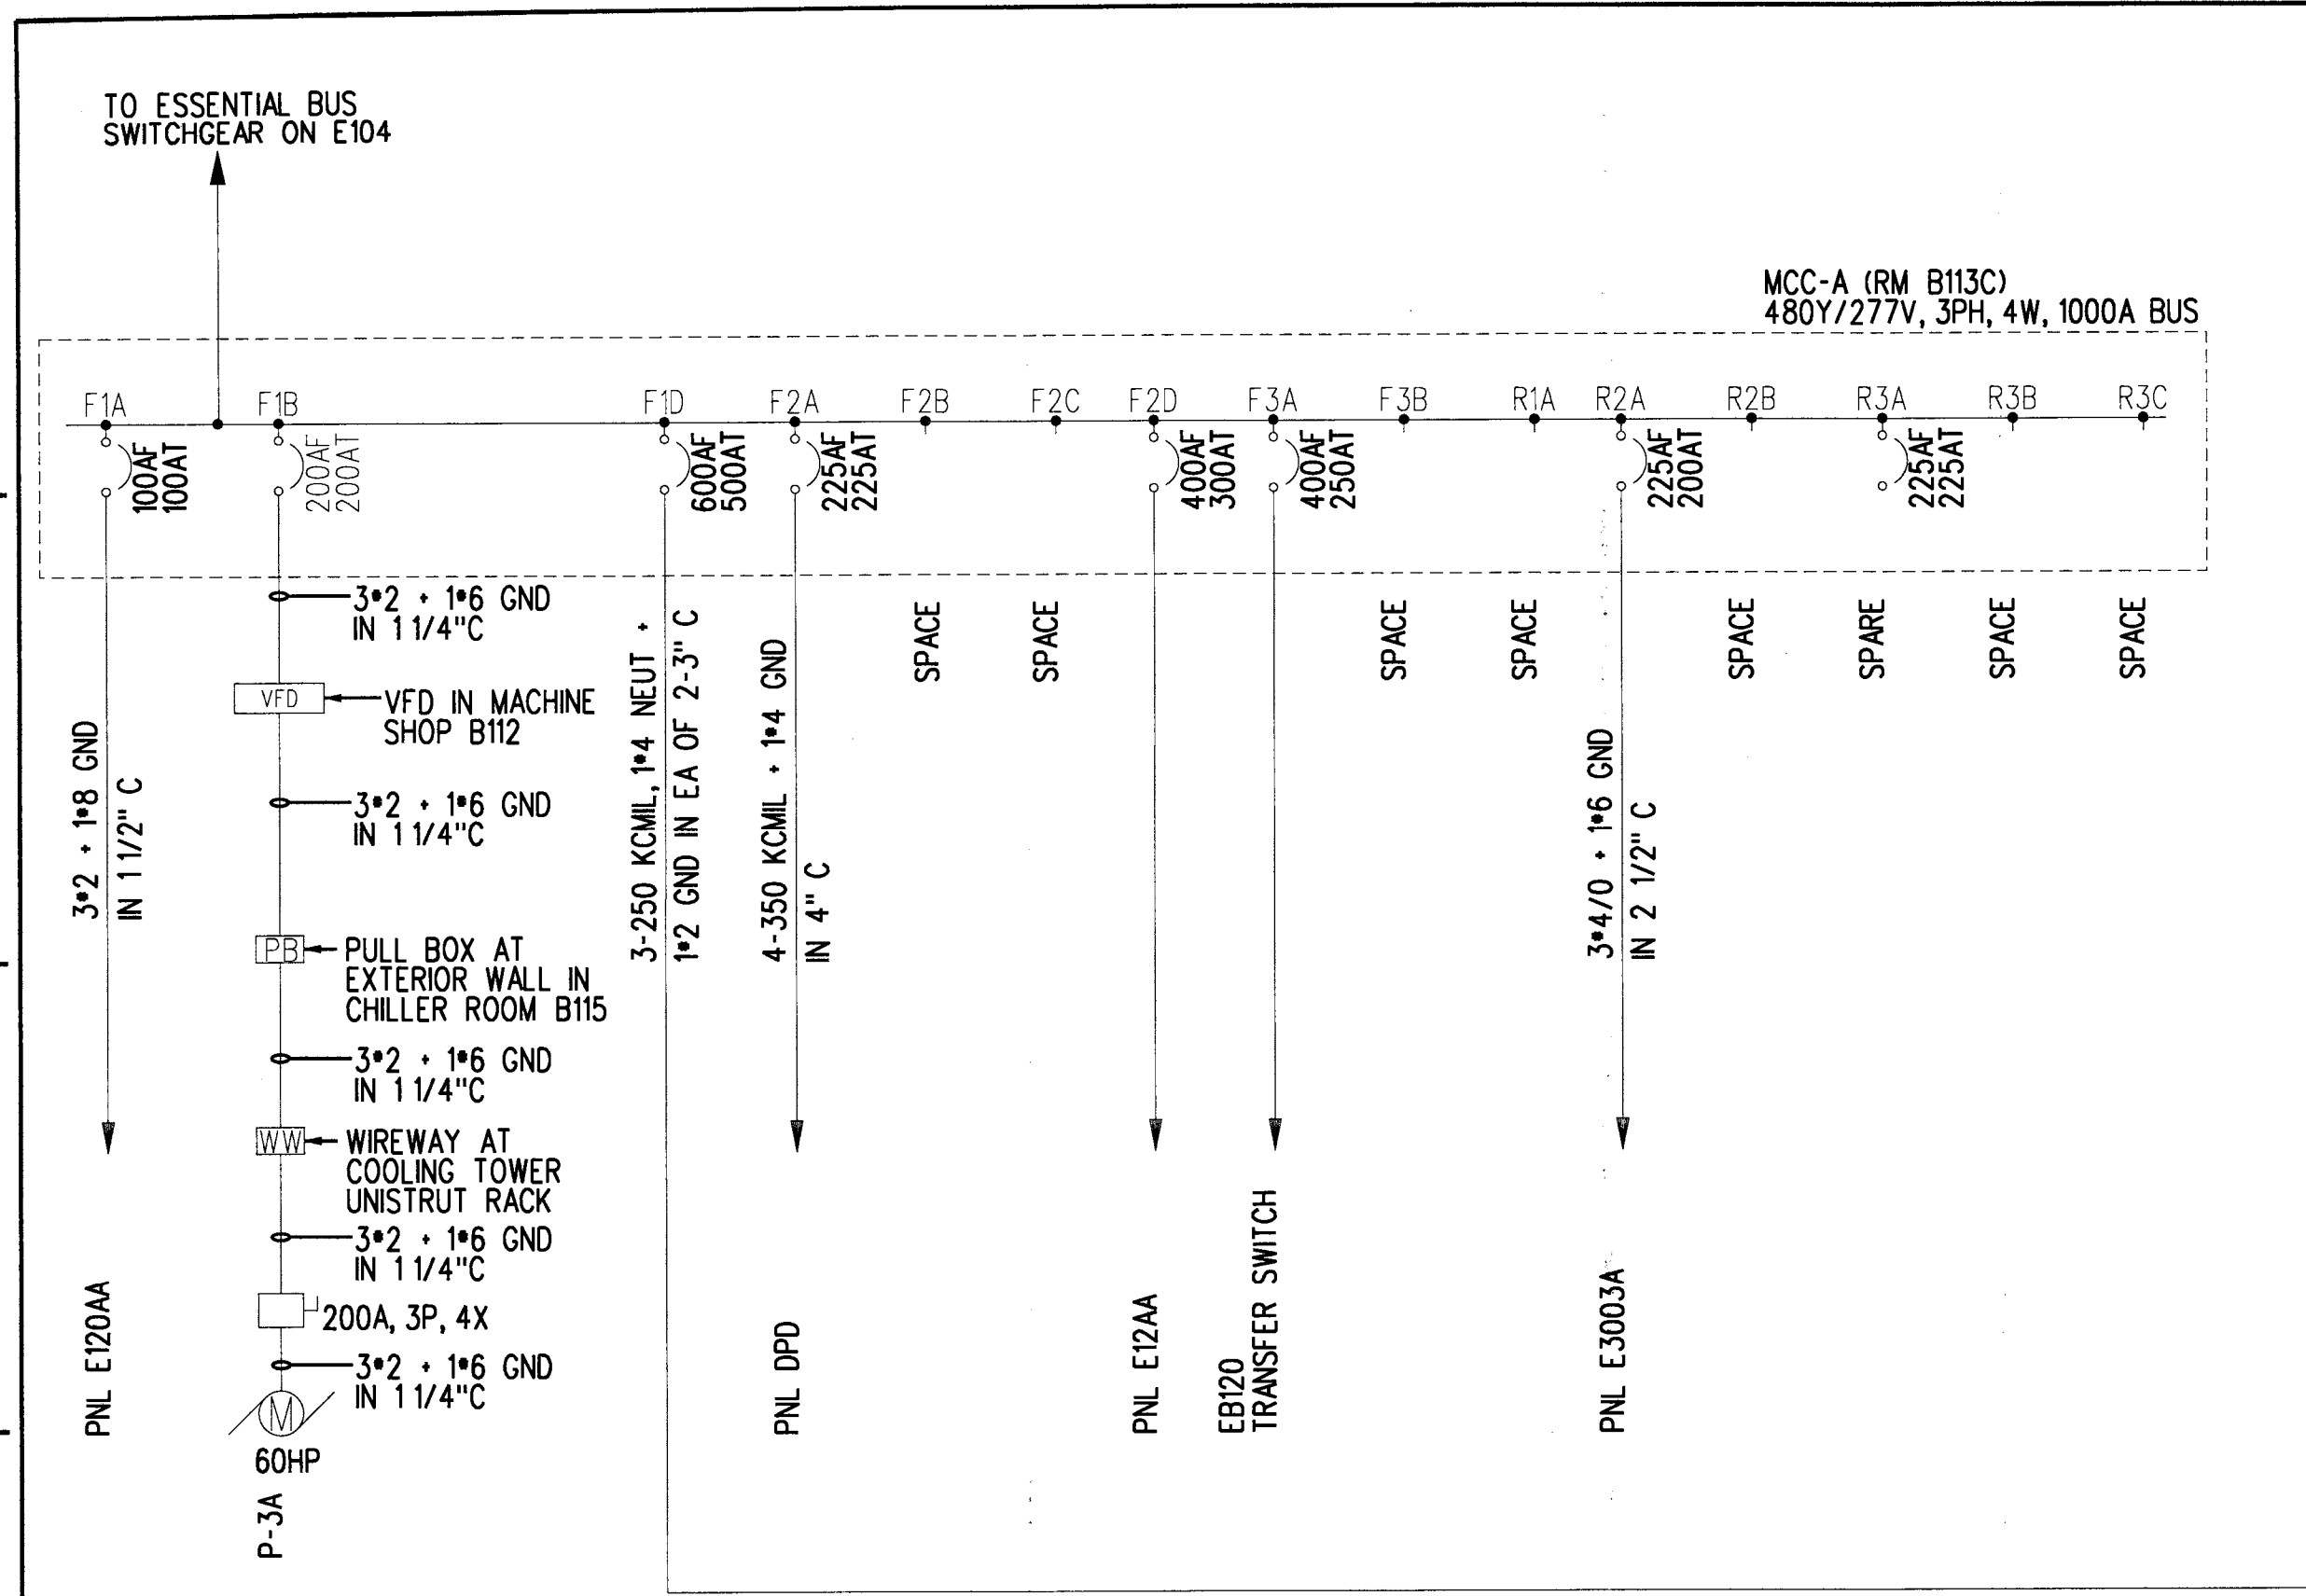 TO ESSENTIAL BUS
SWITCHGEAR ON E104
MCC-A (RM B113C)
480Y/277V, 3PH, 4W, 1000A BUS
F1A
F1B
F1D
F2A
F2B
F2C
F2D
F3A
F3B
R1A
R2A
R2B
R3A
R3B
R3C
100AF
100AT
200AF
200AT
600AF
500AT
225AF
225AT
400AF
300AT
400AF
250AT
225AF
200AT
225AF
225AT
3#2 + 1#8 GND
IN 1 1/2" C
PNL E120AA
3#2 + 1#6 GND
IN 1 1/4"C
VFD
VFD IN MACHINE
SHOP B112
3#2 + 1#6 GND
IN 1 1/4"C
PB
PULL BOX AT
EXTERIOR WALL IN
CHILLER ROOM B115
3#2 + 1#6 GND
IN 1 1/4"C
WW
WIREWAY AT
COOLING TOWER
UNISTRUT RACK
3#2 + 1#6 GND
IN 1 1/4"C
200A, 3P, 4X
3#2 + 1#6 GND
IN 1 1/4"C
M
60HP
P-3A
3-250 KCMIL, 1#4 NEUT +
1#2 GND IN EA OF 2-3" C
4-350 KCMIL + 1#4 GND
IN 4" C
PNL DPD
SPACE
SPACE
PNL E12AA
EB120
TRANSFER SWITCH
SPACE
SPACE
3#4/0 + 1#6 GND
IN 2 1/2" C
PNL E3003A
SPACE
SPARE
SPACE
SPACE